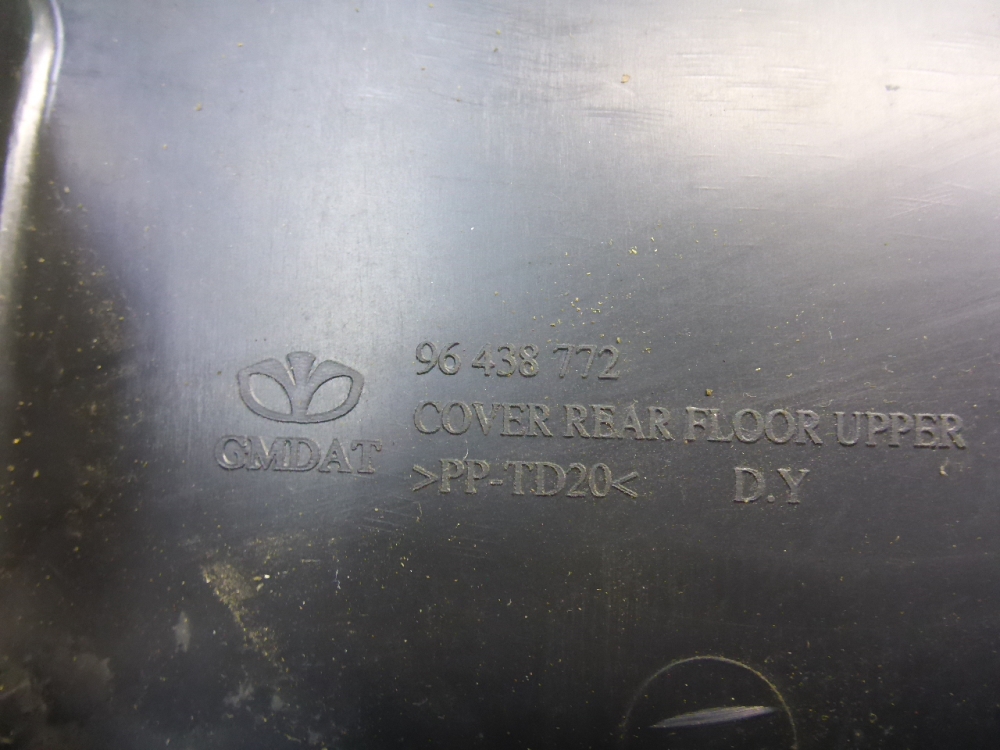 96 438 772
COVER REAR FLOOR UPPER
GMDAT
>PP-TD20< D.Y